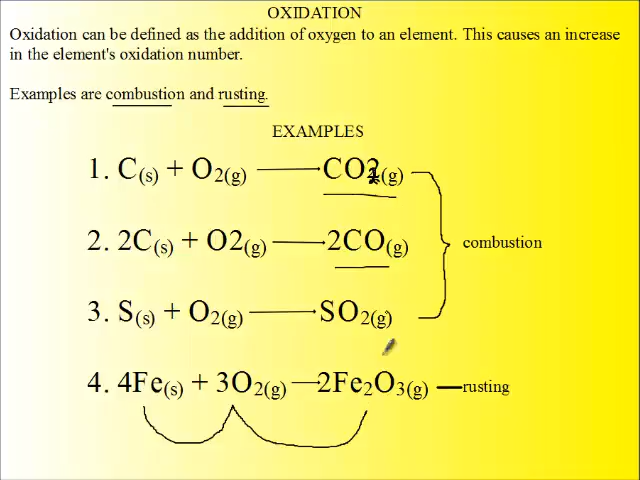 OXIDATION
Oxidation can be defined as the addition of oxygen to an element. This causes an increase
in the element's oxidation number.
Examples are combustion and rusting.
EXAMPLES
1. C(s) + O2(g) → CO2(g)
2. 2C(s) + O2(g) → 2CO(g)
combustion
3. S(s) + O2(g) → SO2(g)
4. 4Fe(s) + 3O2(g) → 2Fe2O3(g) — rusting